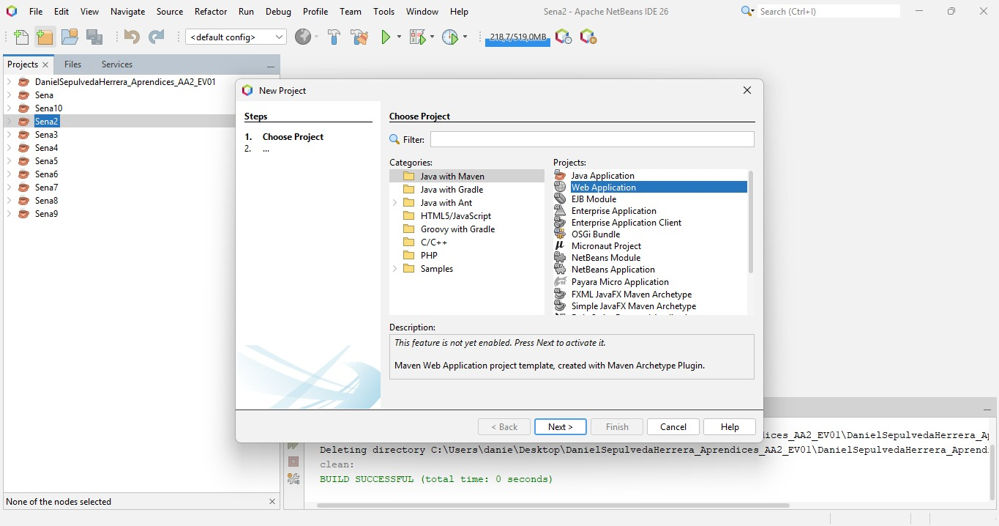 File Edit View Navigate Source Refactor Run Debug Profile Team Tools Window Help
Sena2 - Apache NetBeans IDE 26
Search (Ctrl+I)
<default config>
218,7/519,0MB
Projects
Files
Services
DanielSepulvedaHerrera_Aprendices_AA2_EV01
Sena
Sena10
Sena2
Sena3
Sena4
Sena5
Sena6
Sena7
Sena8
Sena9
None of the nodes selected
New Project
Steps
1. Choose Project
2. ...
Choose Project
Filter:
Categories:
Java with Maven
Java with Gradle
Java with Ant
HTML5/JavaScript
Groovy with Gradle
C/C++
PHP
Samples
Projects:
Java Application
Web Application
EJB Module
Enterprise Application
Enterprise Application Client
OSGi Bundle
Micronaut Project
NetBeans Module
NetBeans Application
Payara Micro Application
FXML JavaFX Maven Archetype
Simple JavaFX Maven Archetype
Description:
This feature is not yet enabled. Press Next to activate it.
Maven Web Application project template, created with Maven Archetype Plugin.
< Back
Next >
Finish
Cancel
Help
ices_AA2_EV01\DanielSepulvedaHerrera_Ap
Deleting directory C:\Users\danie\Desktop\DanielSepulvedaHerrera_Aprendices_AA2_EV01\DanielSepulvedaHerrera_Aprend
clean:
BUILD SUCCESSFUL (total time: 0 seconds)